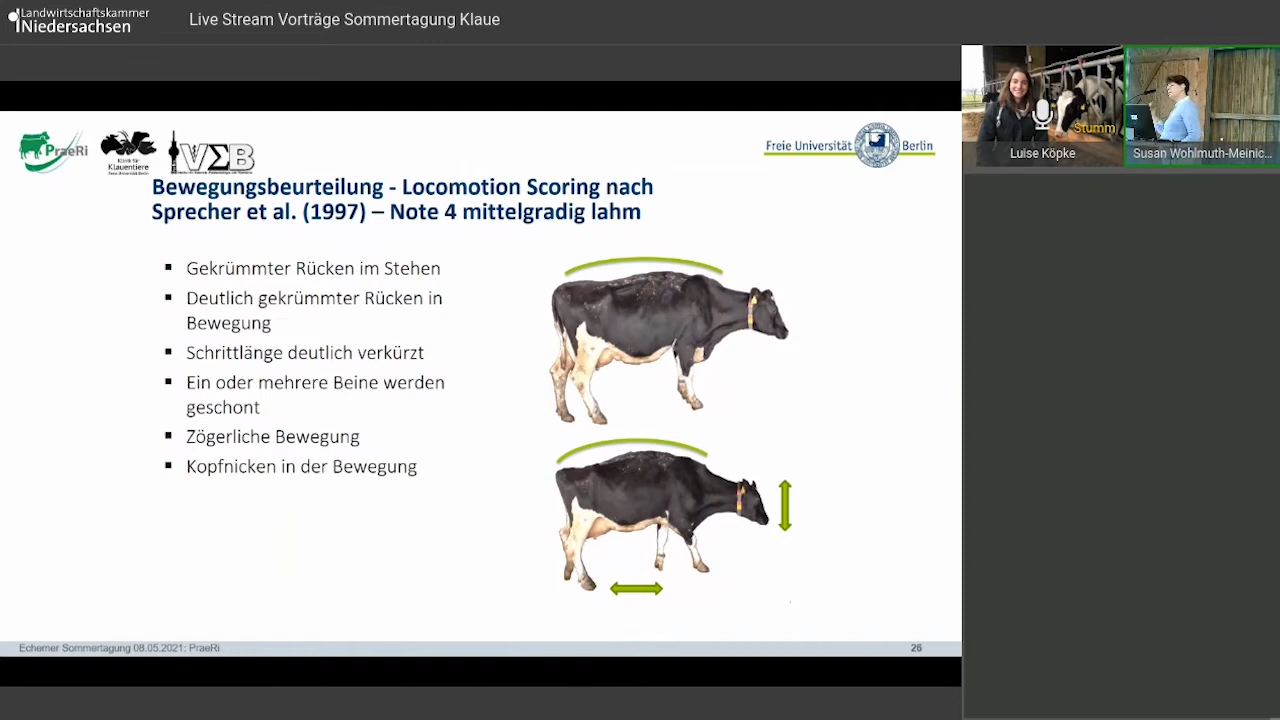 Landwirtschaftskammer
Niedersachsen
Live Stream Vorträge Sommertagung Klaue
PraeRi
Klinik für
Klauentiere
VΣB
Freie Universität Berlin
Bewegungsbeurteilung - Locomotion Scoring nach
Sprecher et al. (1997) – Note 4 mittelgradig lahm
▪ Gekrümmter Rücken im Stehen
▪ Deutlich gekrümmter Rücken in
Bewegung
▪ Schrittlänge deutlich verkürzt
▪ Ein oder mehrere Beine werden
geschont
▪ Zögerliche Bewegung
▪ Kopfnicken in der Bewegung
Echemer Sommertagung 08.05.2021: PraeRi
26
Stumm
Luise Köpke
Susan Wohlmuth-Meinic...